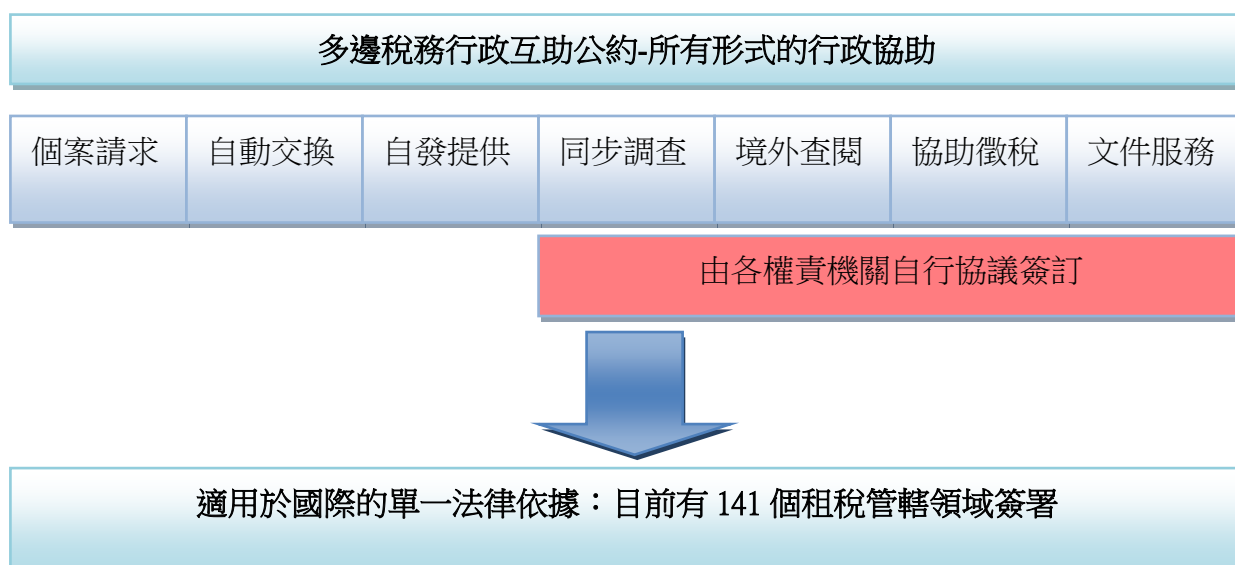 多邊稅務行政互助公約-所有形式的行政協助
個案請求 自動交換 自發提供 同步調查 境外查閱 協助徵稅 文件服務
由各權責機關自行協議簽訂
適用於國際的單一法律依據：目前有 141 個租稅管轄領域簽署